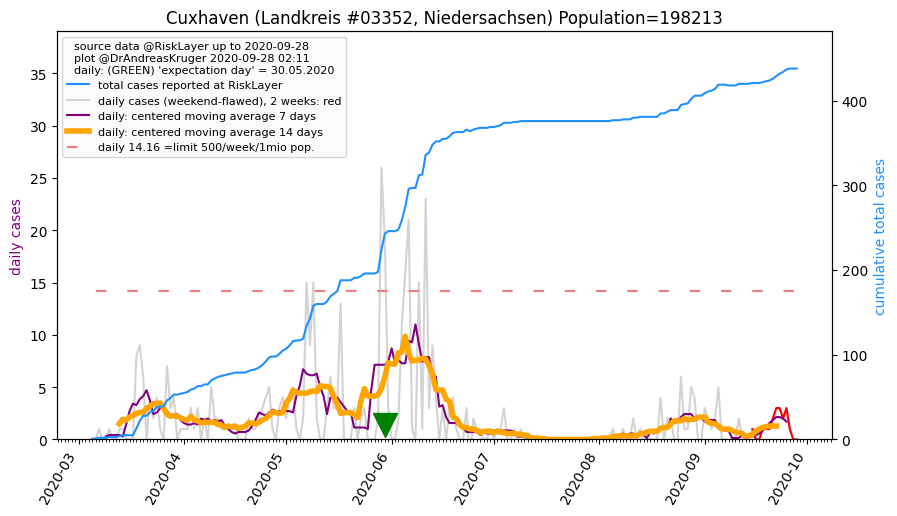 Cuxhaven (Landkreis #03352, Niedersachsen) Population=198213
source data @RiskLayer up to 2020-09-28
plot @DrAndreasKruger 2020-09-28 02:11
daily: (GREEN) 'expectation day' = 30.05.2020
total cases reported at RiskLayer
daily cases (weekend-flawed), 2 weeks: red
daily: centered moving average 7 days
daily: centered moving average 14 days
daily 14.16 =limit 500/week/1mio pop.
daily cases
35
30
25
20
15
10
5
0
cumulative total cases
400
300
200
100
0
2020-03
2020-04
2020-05
2020-06
2020-07
2020-08
2020-09
2020-10